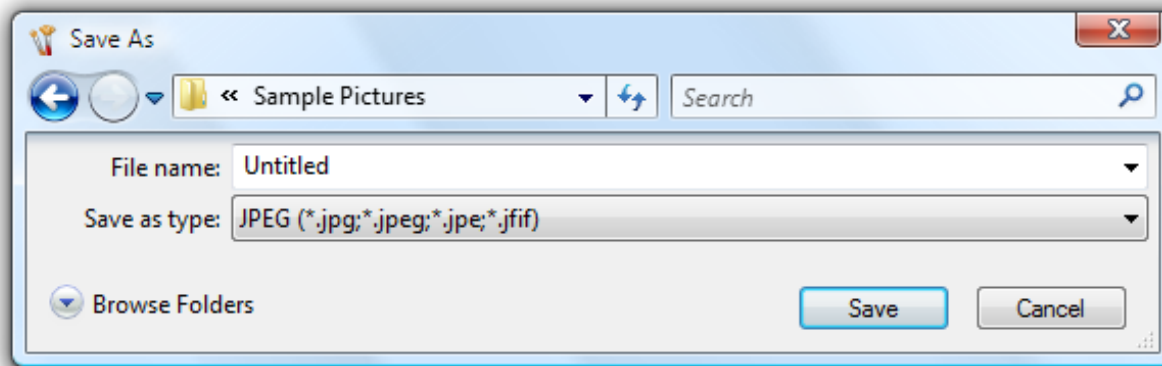 Save As
« Sample Pictures
Search
File name: Untitled
Save as type: JPEG (*.jpg;*.jpeg;*.jpe;*.jfif)
Browse Folders
Save
Cancel